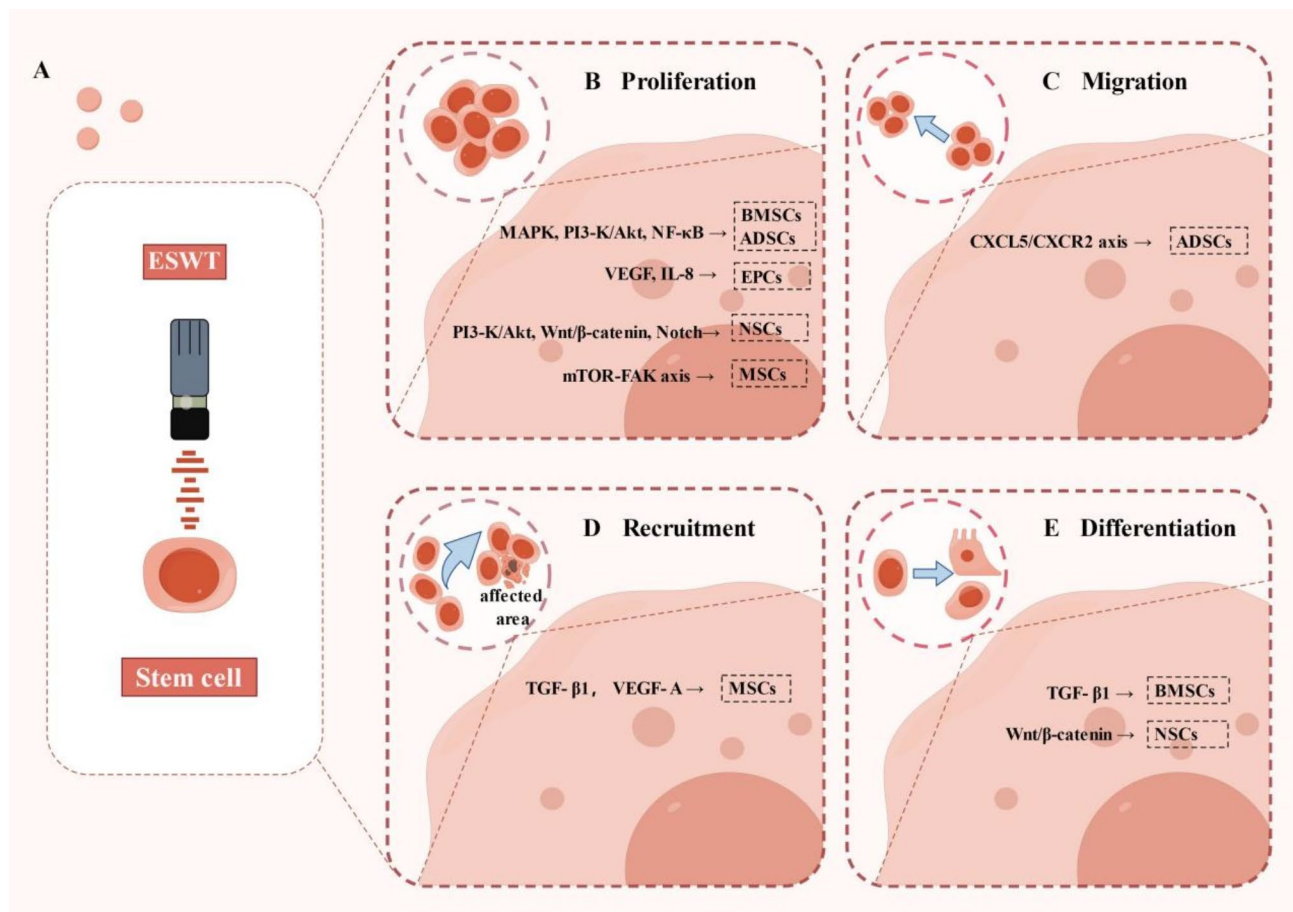 A
ESWT
Stem cell
B Proliferation
MAPK, PI3-K/Akt, NF-κB → BMSCs
ADSCs
VEGF, IL-8 → EPCs
PI3-K/Akt, Wnt/β-catenin, Notch→ NSCs
mTOR-FAK axis → MSCs
C Migration
CXCL5/CXCR2 axis → ADSCs
D Recruitment
affected
area
TGF- β1, VEGF- A → MSCs
E Differentiation
TGF- β1 → BMSCs
Wnt/β-catenin → NSCs